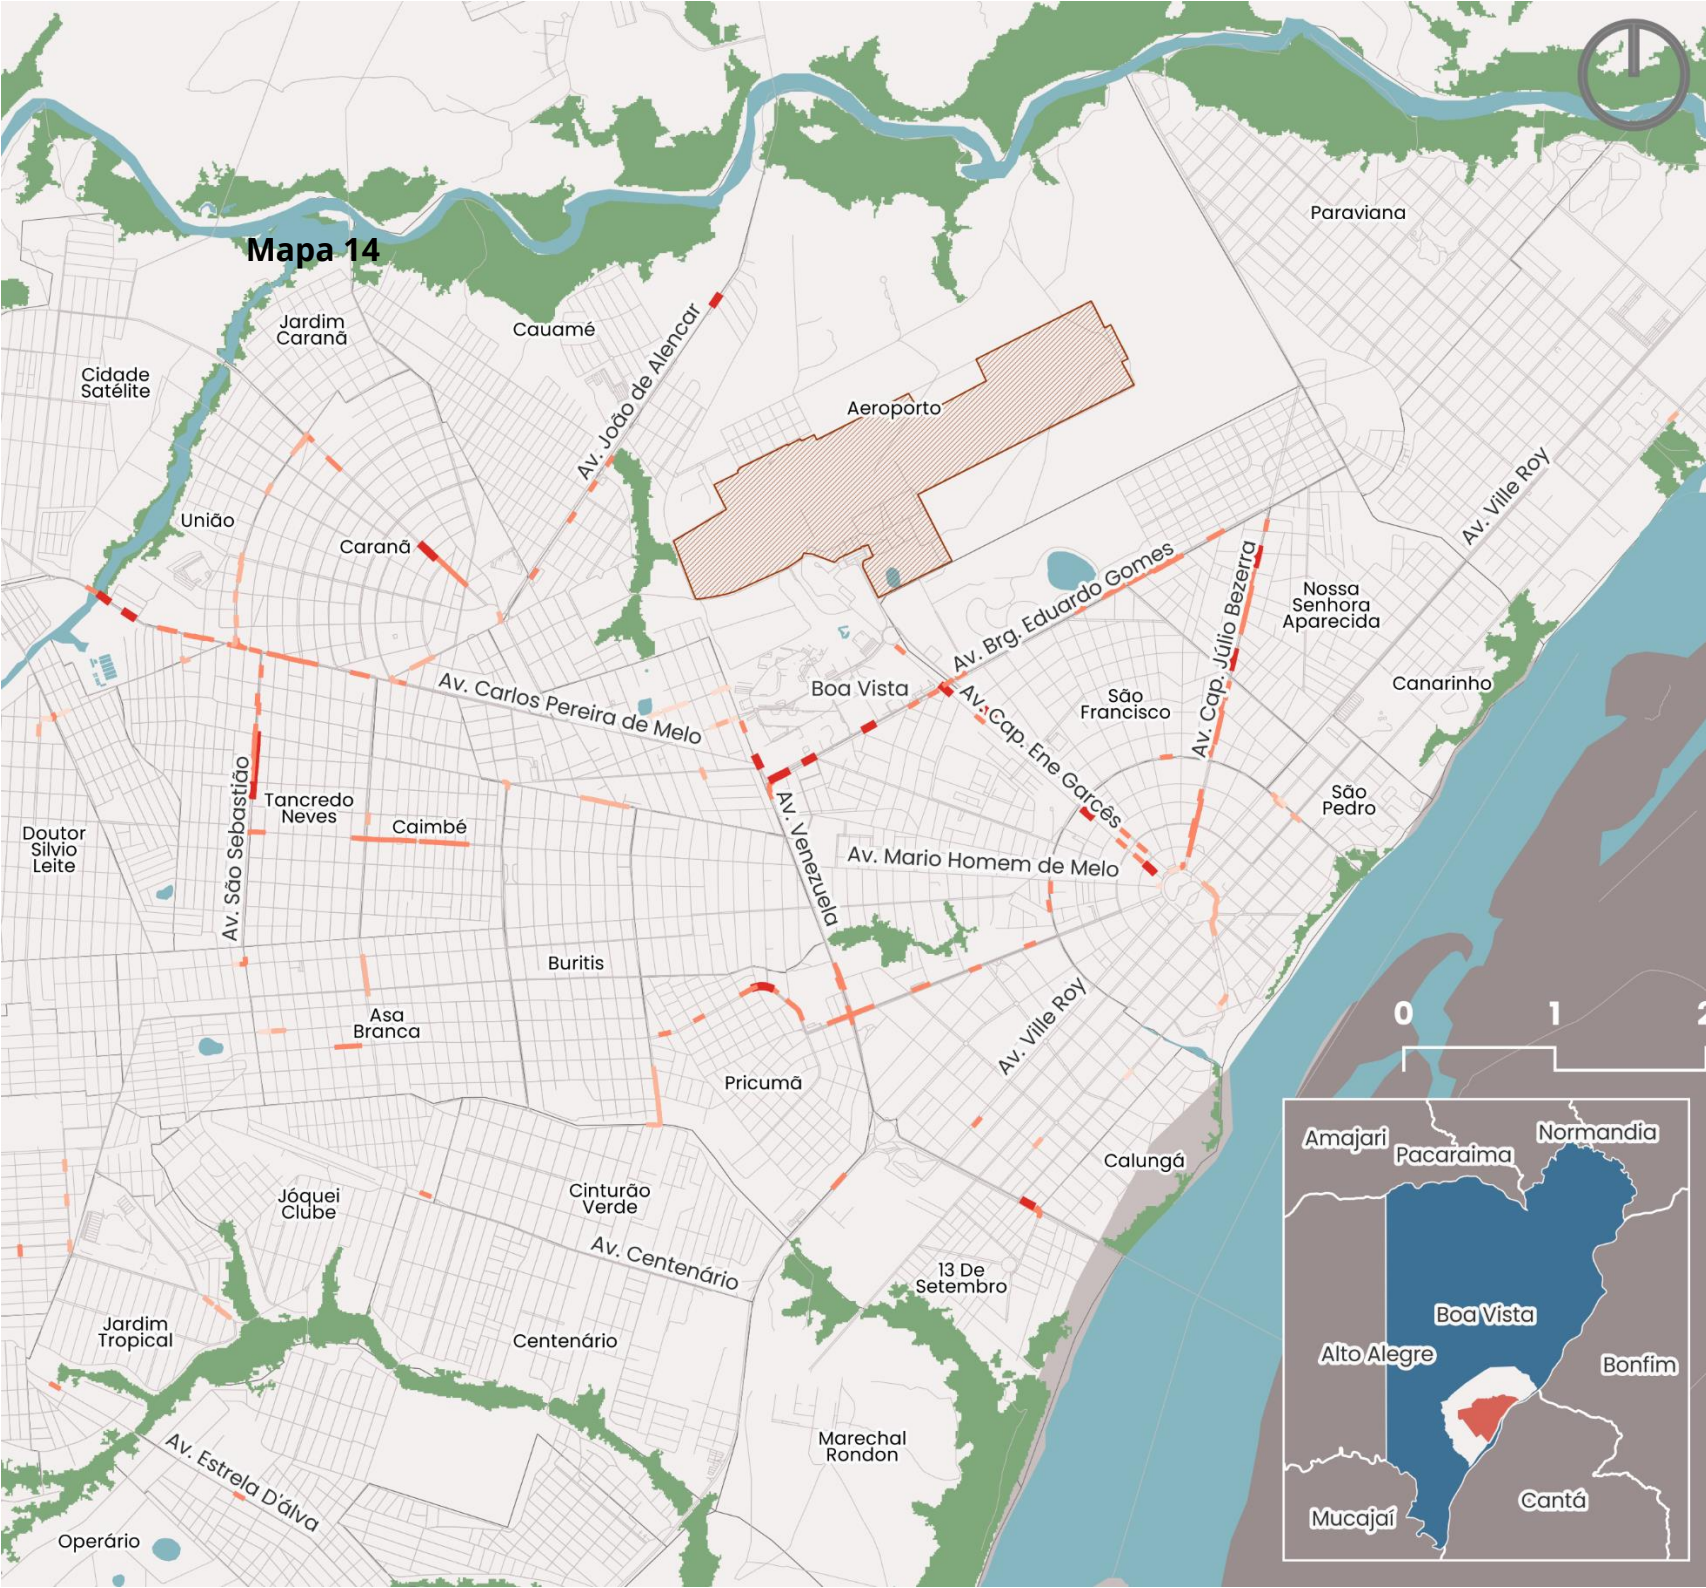 Paraviana
Mapa 14
Jardim
Caranã
Cauamé
Cidade
Satélite
Av. João de Alencar
Aeroporto
Av. Ville Roy
União
Caranã
Av. Brg. Eduardo Gomes
Av. Cap. Júlio Bezerra
Nossa
Senhora
Aparecida
Av. Carlos Pereira de Melo
Boa Vista
Av. Cap. Ene Garcês
São
Francisco
Canarinho
Av. São Sebastião
Tancredo
Neves
Caimbé
Av. Venezuela
São
Pedro
Doutor
Silvio
Leite
Av. Mario Homem de Melo
Buritis
Asa
Branca
Av. Ville Roy
0 1 2
Pricumã
Calungá
Jóquei
Clube
Cinturão
Verde
Av. Centenário
13 De
Setembro
Jardim
Tropical
Centenário
Marechal
Rondon
Av. Estrela D'álva
Operário
Amajari
Pacaraima
Normandia
Boa Vista
Alto Alegre
Bonfim
Cantá
Mucajaí